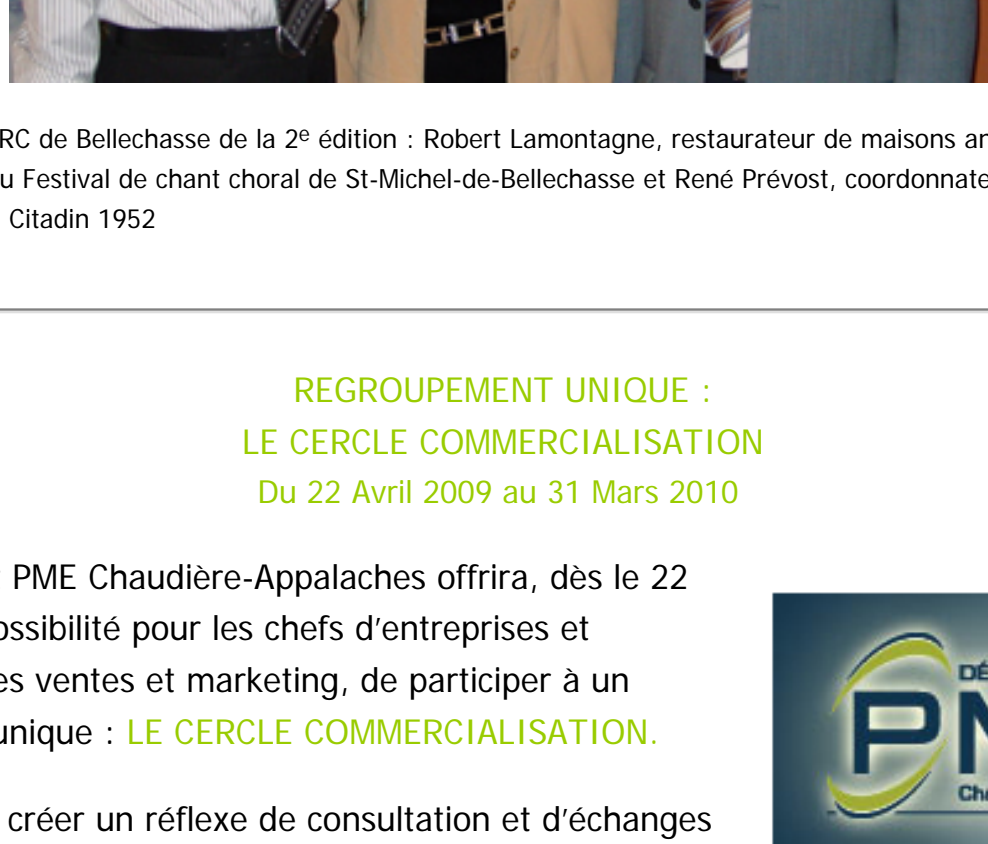 RC de Bellechasse de la 2e édition : Robert Lamontagne, restaurateur de maisons an
u Festival de chant choral de St-Michel-de-Bellechasse et René Prévost, coordonnate
Citadin 1952
REGROUPEMENT UNIQUE :
LE CERCLE COMMERCIALISATION
Du 22 Avril 2009 au 31 Mars 2010
PME Chaudière-Appalaches offrira, dès le 22
ossibilité pour les chefs d'entreprises et
es ventes et marketing, de participer à un
unique : LE CERCLE COMMERCIALISATION.
créer un réflexe de consultation et d'échanges
DÉ
PM
Cha